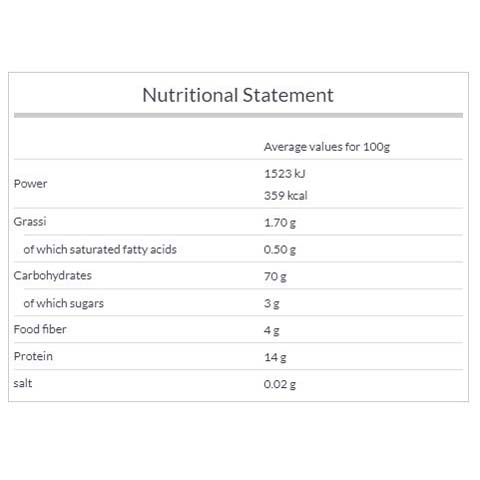 Nutritional Statement
Average values for 100g
Power 1523 kJ
359 kcal
Grassi 1.70 g
of which saturated fatty acids 0.50 g
Carbohydrates 70 g
of which sugars 3 g
Food fiber 4 g
Protein 14 g
salt 0.02 g